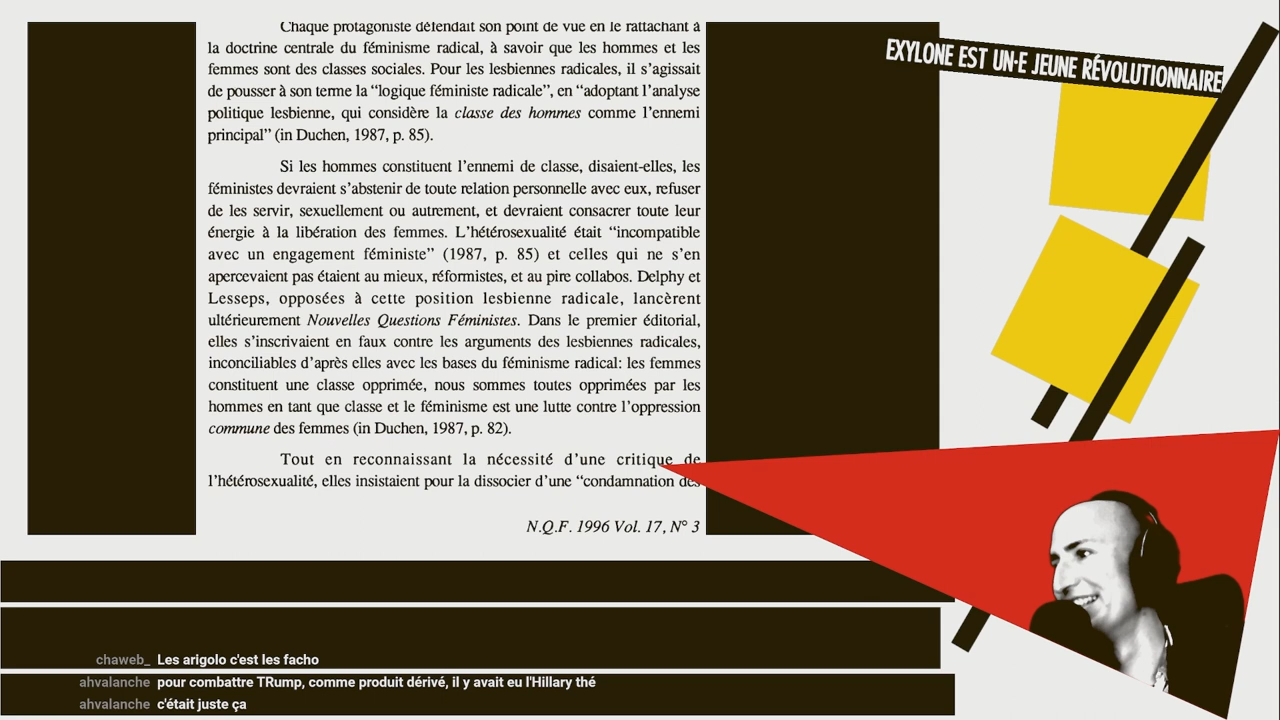 Chaque protagoniste défendait son point de vue en le rattachant à
la doctrine centrale du féminisme radical, à savoir que les hommes et les
femmes sont des classes sociales. Pour les lesbiennes radicales, il s’agissait
de pousser à son terme la “logique féministe radicale”, en “adoptant l’analyse
politique lesbienne, qui considère la classe des hommes comme l’ennemi
principal” (in Duchen, 1987, p. 85).
Si les hommes constituent l’ennemi de classe, disaient-elles, les
féministes devraient s’abstenir de toute relation personnelle avec eux, refuser
de les servir, sexuellement ou autrement, et devraient consacrer toute leur
énergie à la libération des femmes. L’hétérosexualité était “incompatible
avec un engagement féministe” (1987, p. 85) et celles qui ne s’en
apercevaient pas étaient au mieux, réformistes, et au pire collabos. Delphy et
Lesseps, opposées à cette position lesbienne radicale, lancèrent
ultérieurement Nouvelles Questions Féministes. Dans le premier éditorial,
elles s’inscrivaient en faux contre les arguments des lesbiennes radicales,
inconciliables d’après elles avec les bases du féminisme radical: les femmes
constituent une classe opprimée, nous sommes toutes opprimées par les
hommes en tant que classe et le féminisme est une lutte contre l’oppression
commune des femmes (in Duchen, 1987, p. 82).
Tout en reconnaissant la nécessité d’une critique de
l’hétérosexualité, elles insistaient pour la dissocier d’une “condamnation des
N.Q.F. 1996 Vol. 17, N° 3
EXYLONE EST UN·E JEUNE RÉVOLUTIONNAIRE
chaweb_ Les arigolo c'est les facho
ahvalanche pour combattre TRump, comme produit dérivé, il y avait eu l'Hillary thé
ahvalanche c'était juste ça